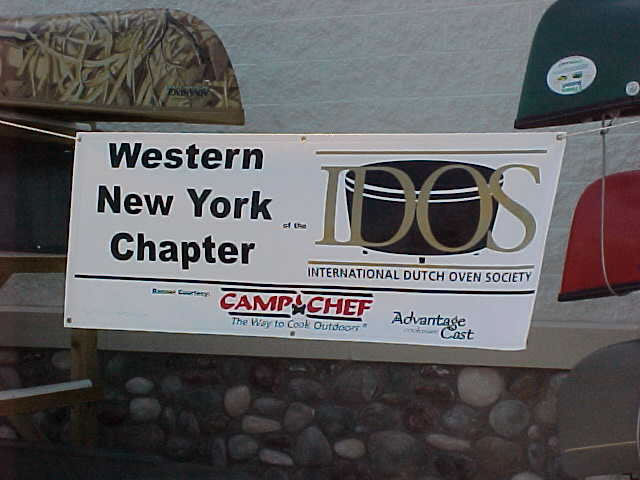 Western
New York of the
Chapter
IDOS
INTERNATIONAL DUTCH OVEN SOCIETY
Banner Courtesy:
CAMP CHEF
The Way to Cook Outdoors®
Advantage
Cast